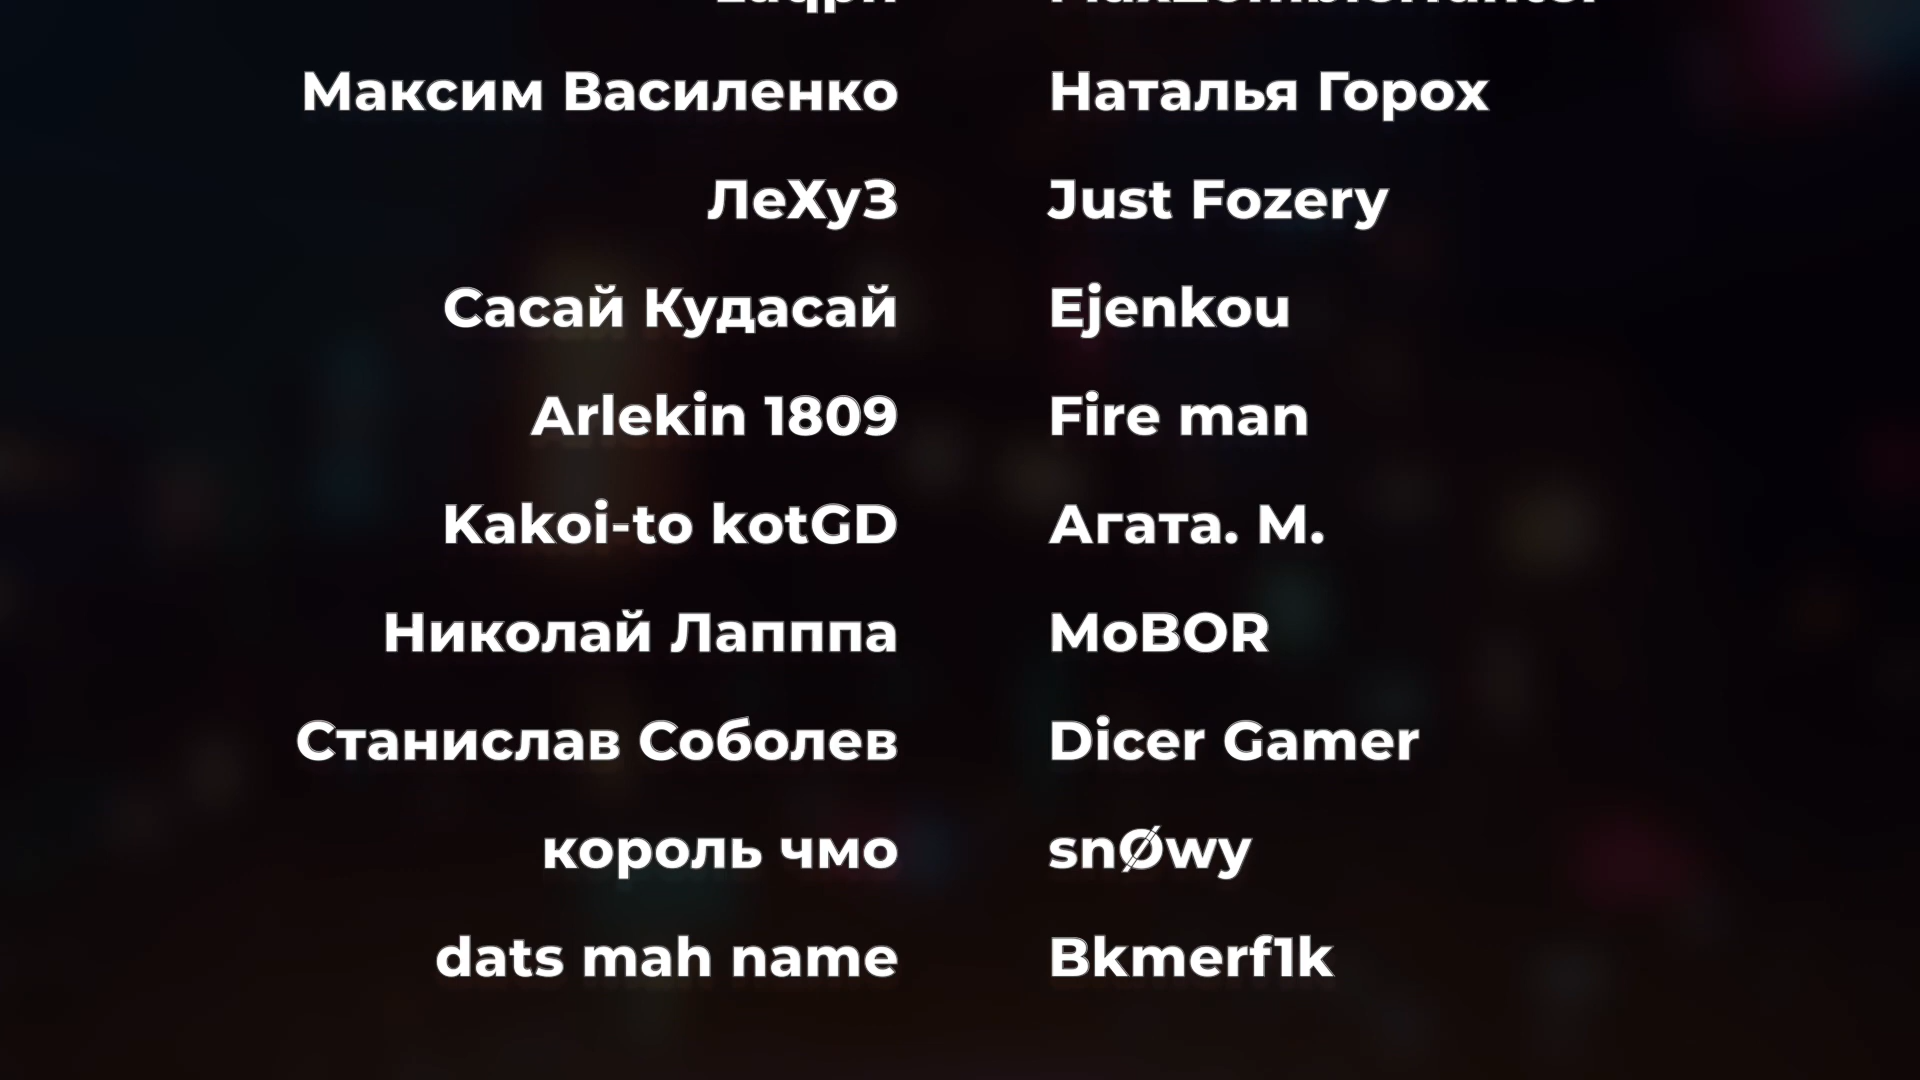 Максим Василенко Наталья Горох
ЛеХуЗ Just Fozery
Сасай Кудасай Ejenkou
Arlekin 1809 Fire man
Kakoi-to kotGD Агата. М.
Николай Лапппа MoBOR
Станислав Соболев Dicer Gamer
король чмо snØwy
dats mah name Bkmerf1k